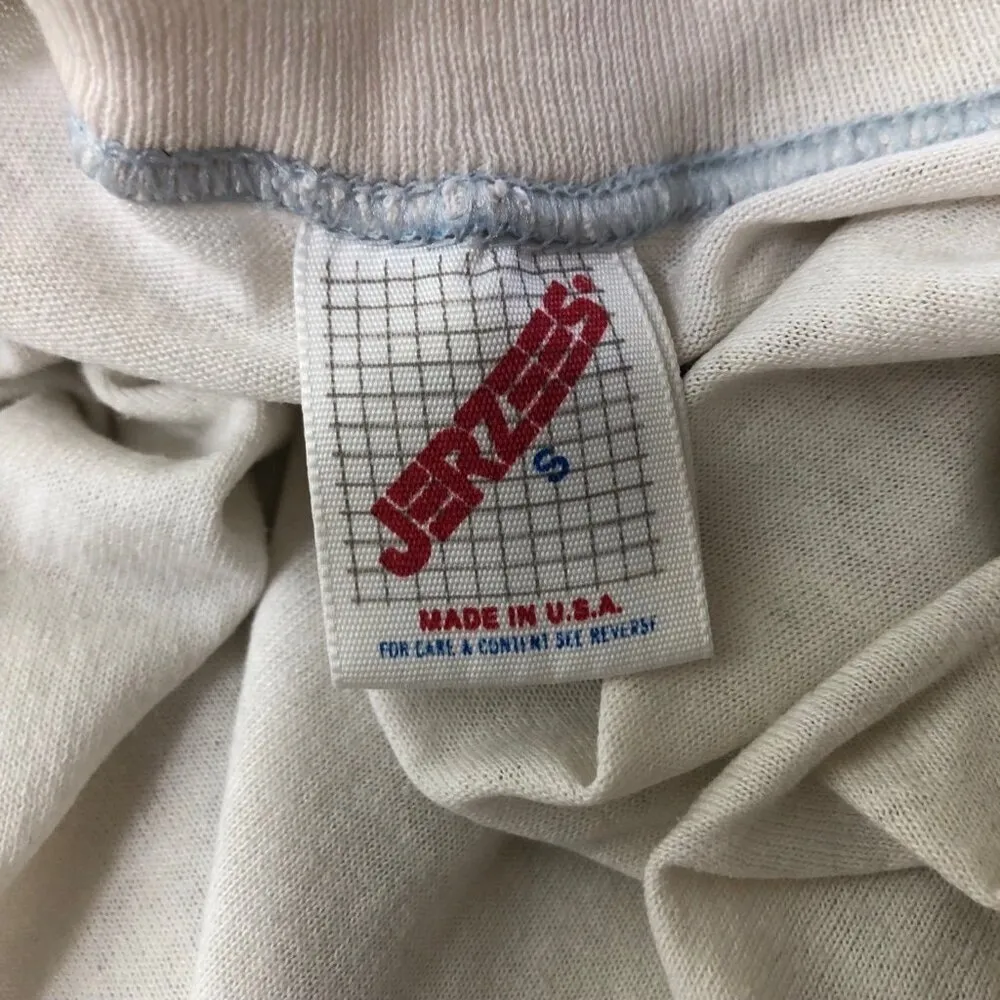 JERZEES
S
MADE IN U.S.A.
FOR CARE & CONTENT SEE REVERSE